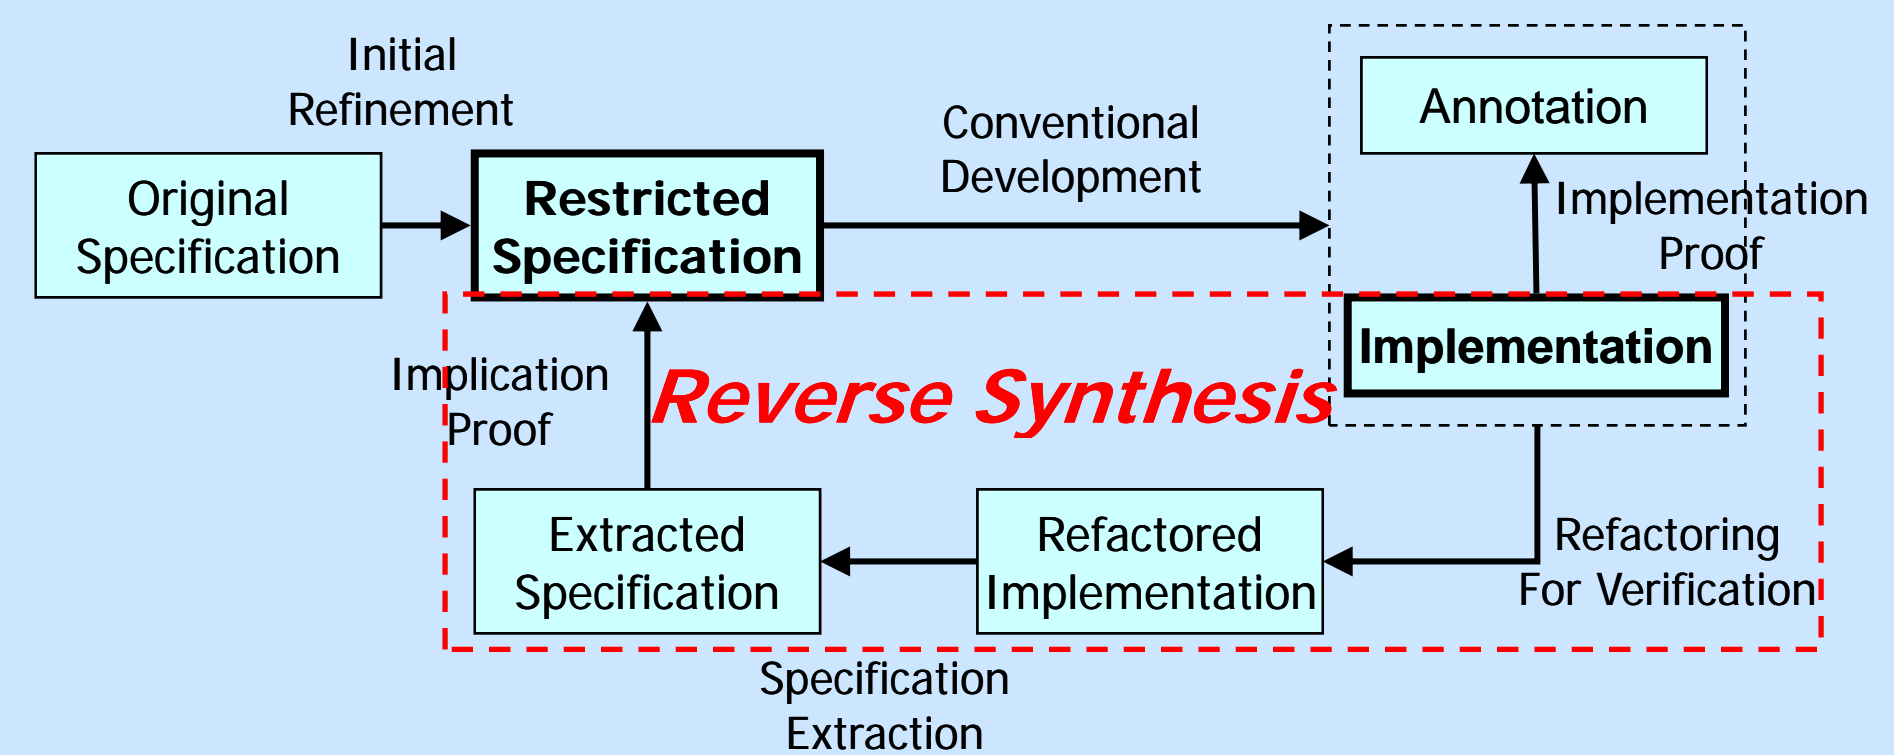 Initial
Refinement
Original
Specification
Restricted
Specification
Conventional
Development
Annotation
Implementation
Proof
Implementation
Implication
Proof
Reverse Synthesis
Extracted
Specification
Refactored
Implementation
Refactoring
For Verification
Specification
Extraction